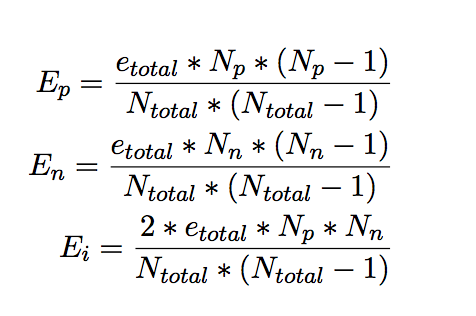 E_p = \frac{e_{total} * N_p * (N_p - 1)}{N_{total} * (N_{total} - 1)}
E_n = \frac{e_{total} * N_n * (N_n - 1)}{N_{total} * (N_{total} - 1)}
E_i = \frac{2 * e_{total} * N_p * N_n}{N_{total} * (N_{total} - 1)}